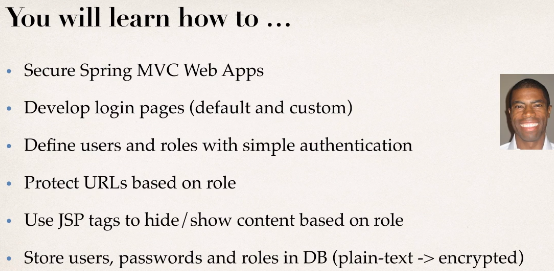 You will learn how to …
• Secure Spring MVC Web Apps
• Develop login pages (default and custom)
• Define users and roles with simple authentication
• Protect URLs based on role
• Use JSP tags to hide/show content based on role
• Store users, passwords and roles in DB (plain-text -> encrypted)